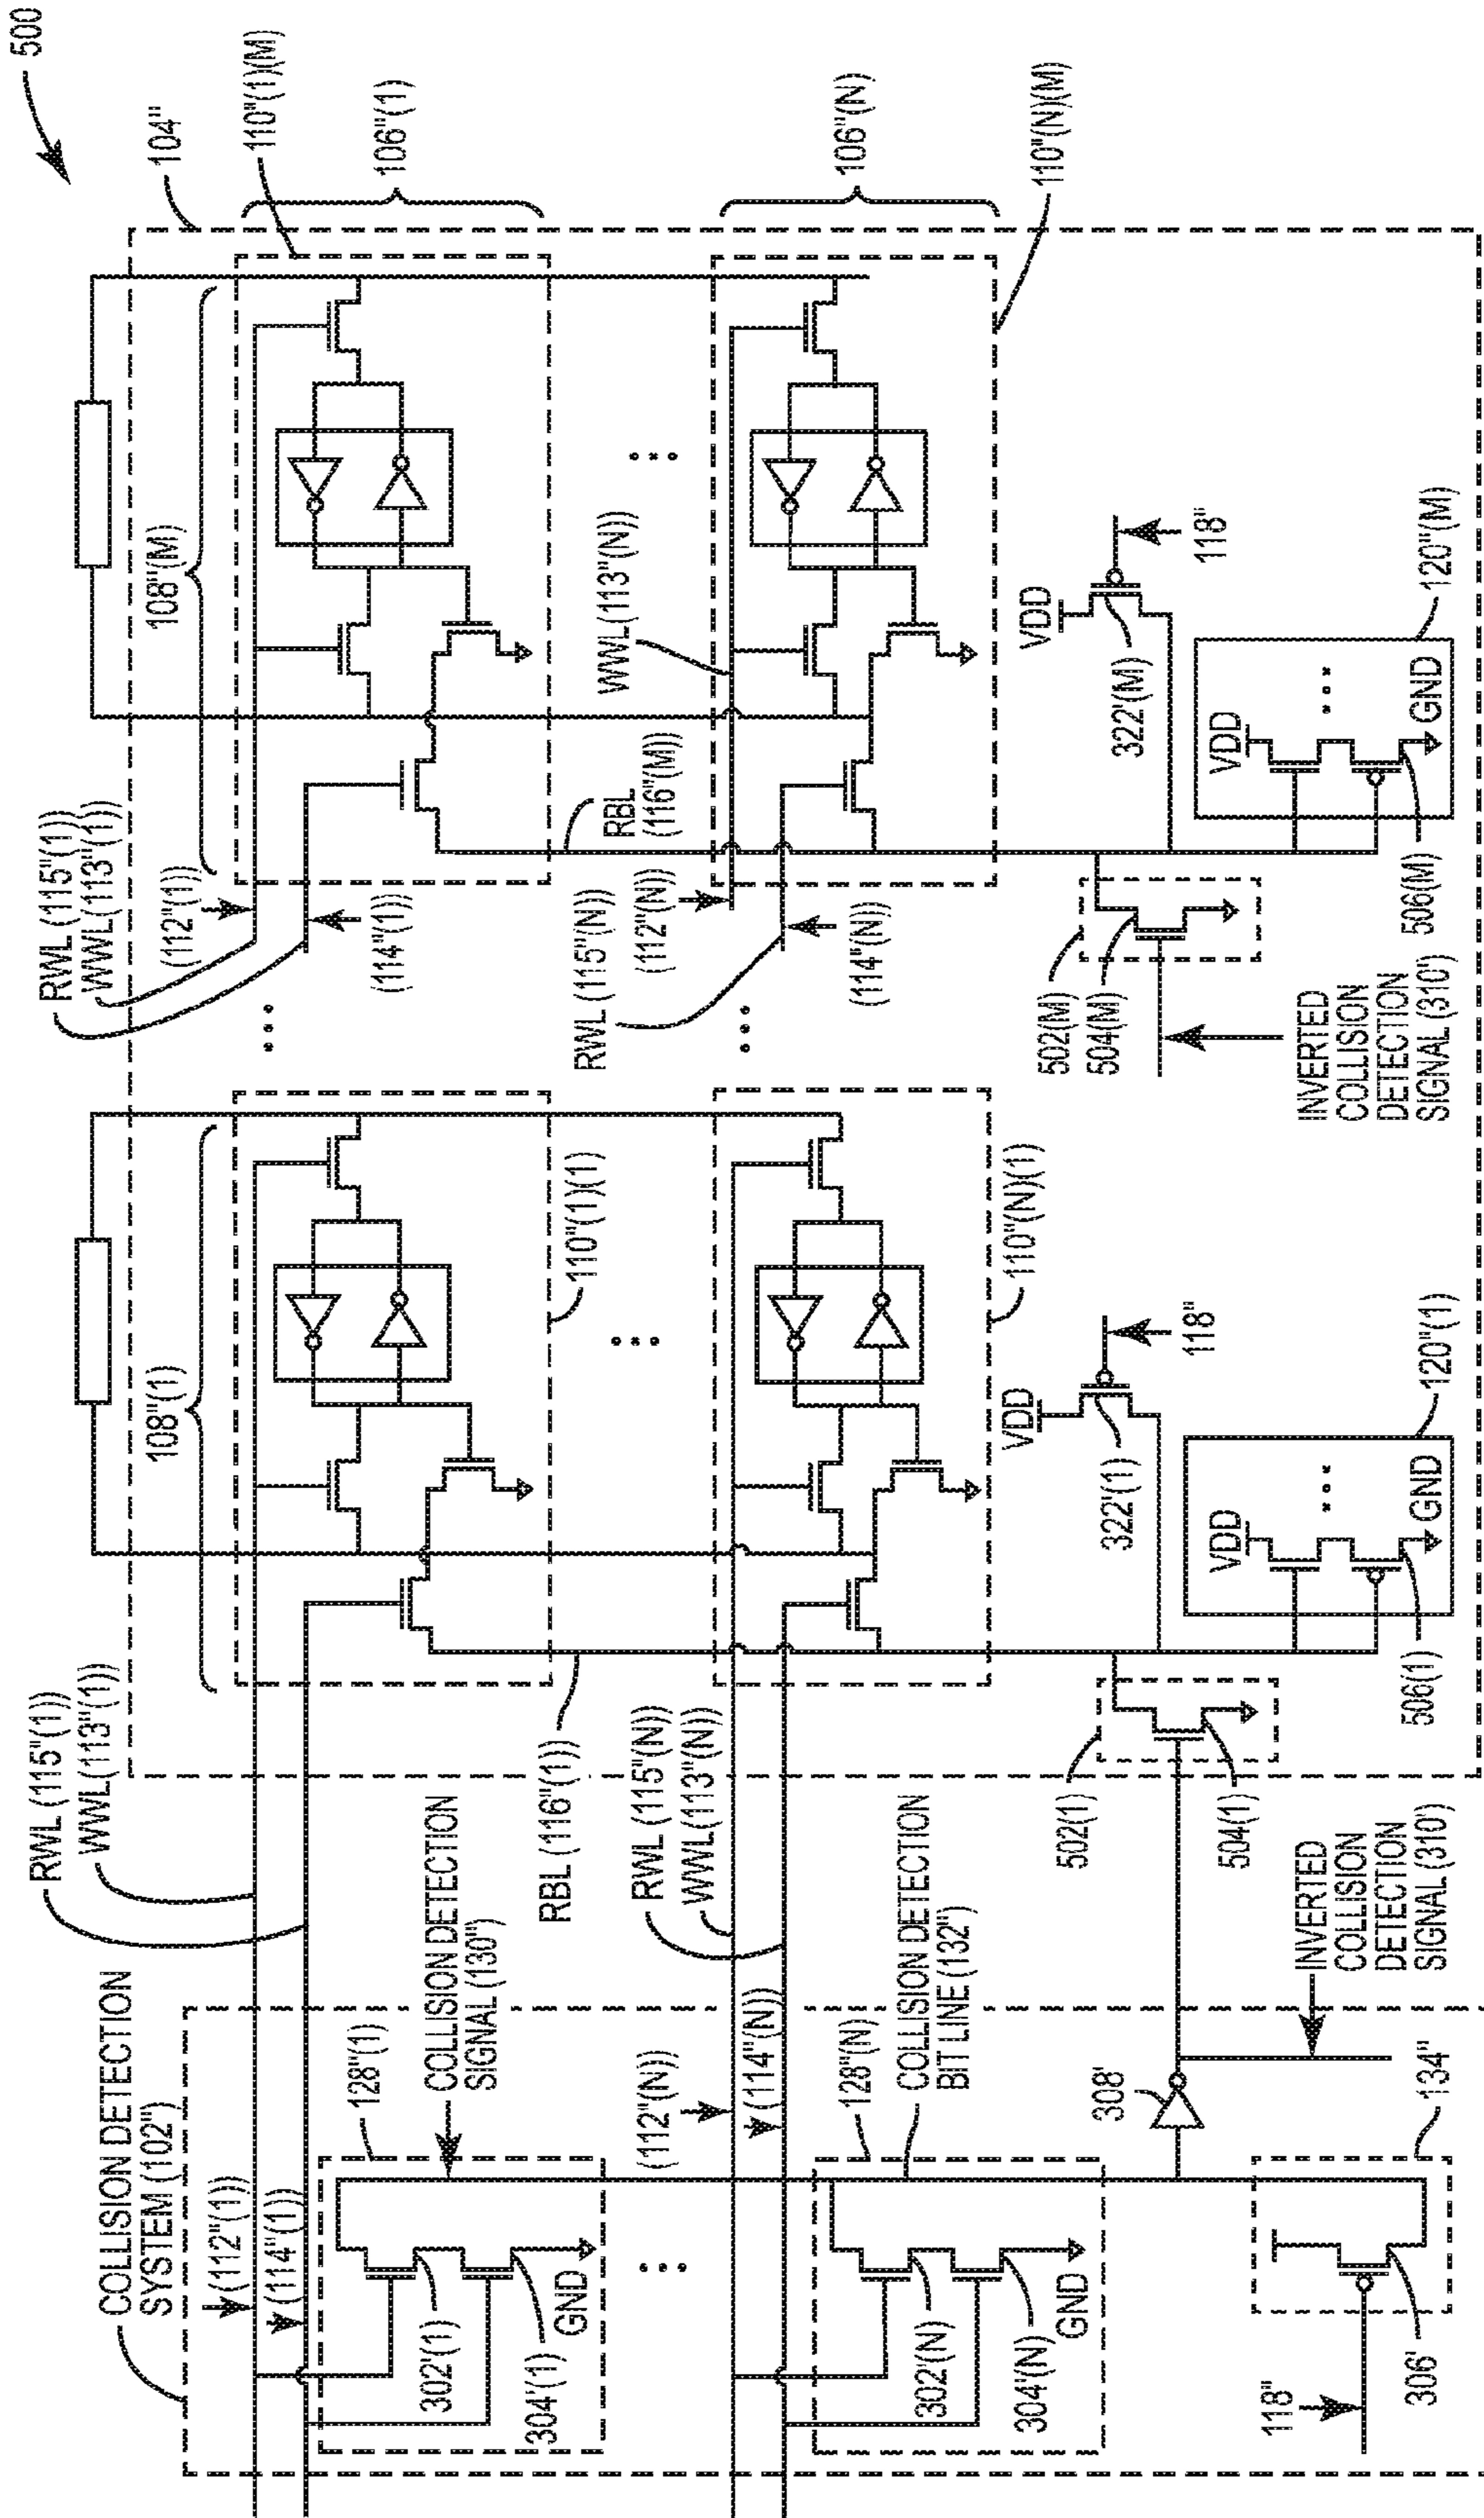 500
COLLISION DETECTION
SYSTEM (102")
RWL (115"(1))
WWL(113"(1))
108"(1)
RWL (115"(1))
WWL(113"(1))
108"(M)
104"
110"(1)(M)
106"(1)
(112"(1))
(114"(1))
(112"(1))
(114"(1))
128"(1)
COLLISION DETECTION
SIGNAL (130")
302'(1)
304'(1)
GND
RBL (116"(1))
110"(1)(1)
RBL
(116"(M))
RWL (115"(N))
WWL(113"(N))
(112"(N))
(114"(N))
RWL (115"(N))
(112"(N))
(114"(N))
WWL(113"(N))
106"(N)
110"(N)(M)
128"(N)
COLLISION DETECTION
BIT LINE (132")
302'(N)
304'(N)
GND
110"(N)(1)
308'
INVERTED
COLLISION
DETECTION
SIGNAL (310')
134"
118"
306'
502(1)
504(1)
VDD
322'(1)
118"
VDD
GND
506(1)
120"(1)
502(M)
504(M)
INVERTED
COLLISION
DETECTION
SIGNAL (310')
VDD
322'(M)
118"
VDD
GND
506(M)
120"(M)